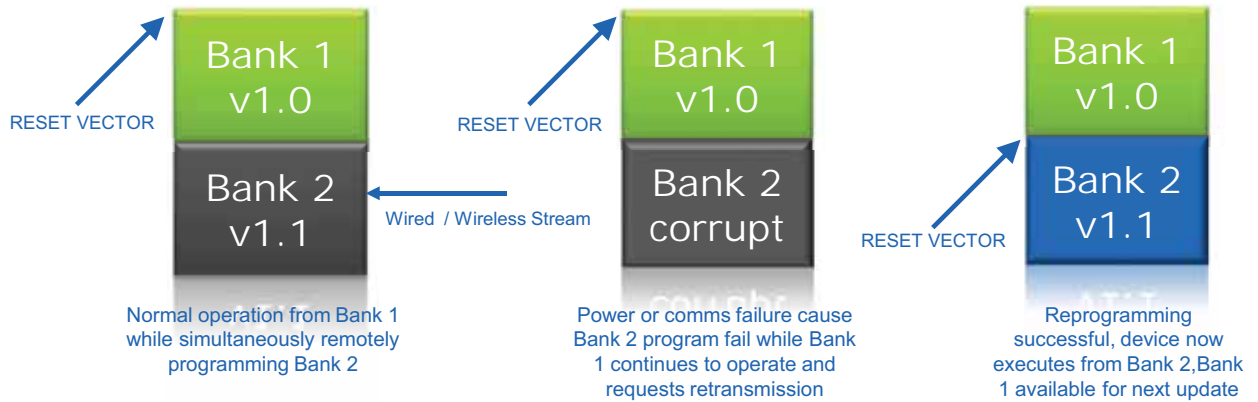 Bank 1
v1.0
RESET VECTOR
Bank 2
v1.1
Wired / Wireless Stream
Normal operation from Bank 1
while simultaneously remotely
programming Bank 2
Bank 1
v1.0
RESET VECTOR
Bank 2
corrupt
Power or comms failure cause
Bank 2 program fail while Bank
1 continues to operate and
requests retransmission
Bank 1
v1.0
Bank 2
v1.1
RESET VECTOR
Reprogramming
successful, device now
executes from Bank 2,Bank
1 available for next update